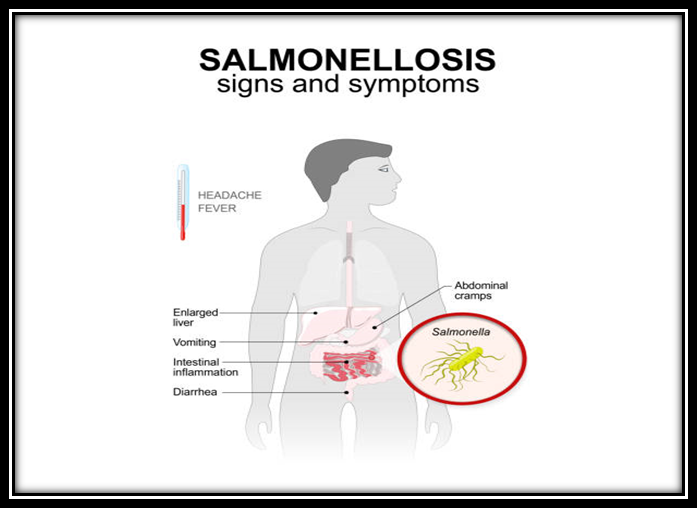 SALMONELLOSIS
signs and symptoms
HEADACHE
FEVER
Abdominal
cramps
Enlarged
liver
Salmonella
Vomiting
Intestinal
inflammation
Diarrhea